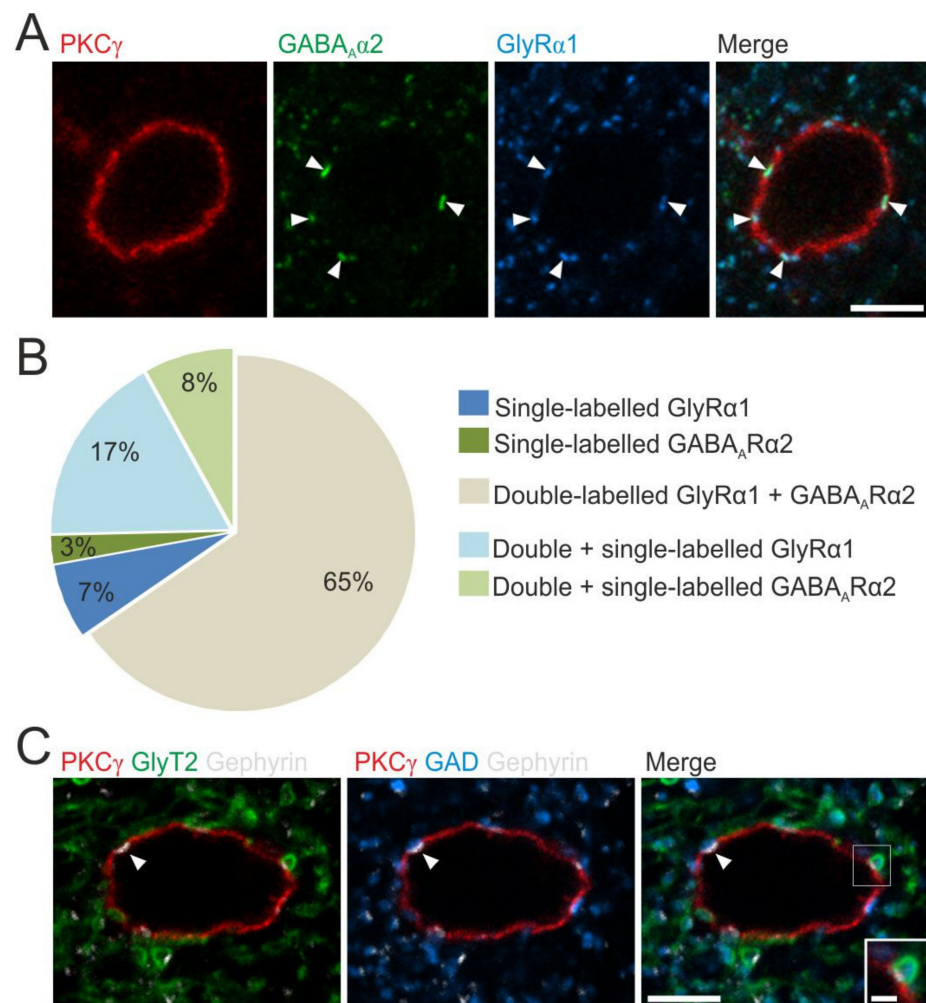 A
PKCγ GABAAα2 GlyRα1 Merge
B
8%
17%
3%
7%
65%
Single-labelled GlyRα1
Single-labelled GABAARα2
Double-labelled GlyRα1 + GABAARα2
Double + single-labelled GlyRα1
Double + single-labelled GABAARα2
C
PKCγ GlyT2 Gephyrin PKCγ GAD Gephyrin Merge